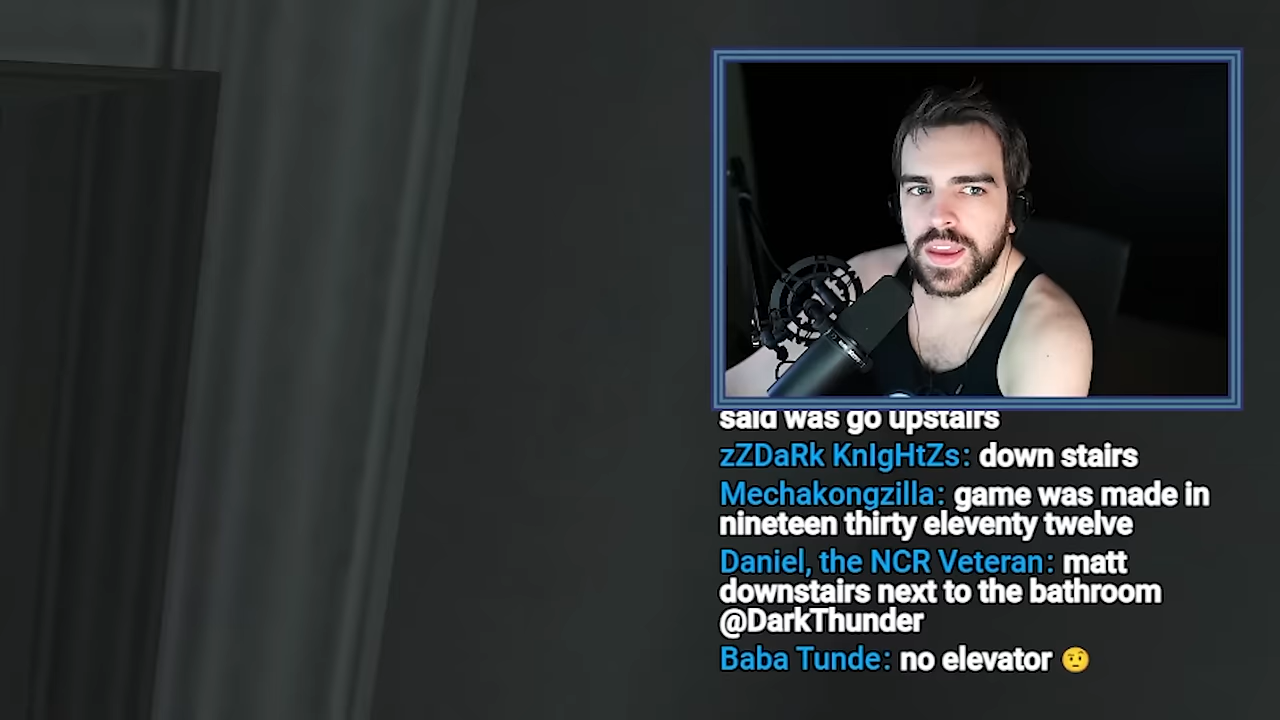 said was go upstairs
zZDaRk KnIgHtZs: down stairs
Mechakongzilla: game was made in
nineteen thirty eleventy twelve
Daniel, the NCR Veteran: matt
downstairs next to the bathroom
@DarkThunder
Baba Tunde: no elevator 🤨